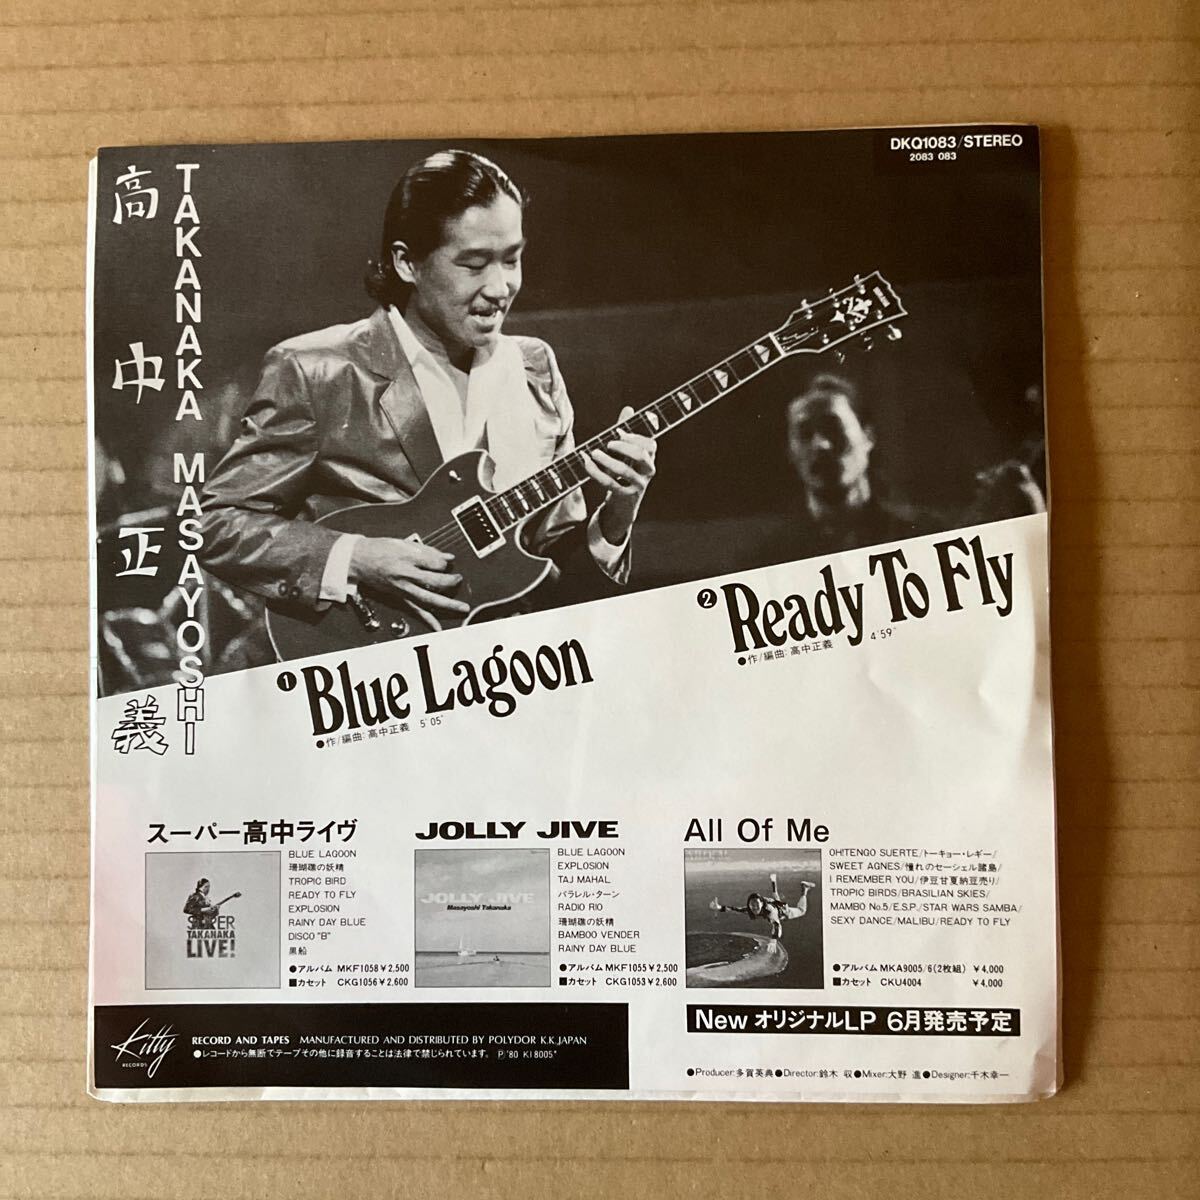 DKQ1083/STEREO
2083 083
高中正義
TAKANAKA MASAYOSHI
❶Blue Lagoon
●作/編曲:高中正義 5'05"
❷Ready To Fly
●作/編曲:高中正義 4'59"
スーパー高中ライヴ
SUPER
TAKANAKA
LIVE!
BLUE LAGOON
珊瑚礁の妖精
TROPIC BIRD
READY TO FLY
EXPLOSION
RAINY DAY BLUE
DISCO "B"
黒船
●アルバム MKF1058￥2,500
■カセット CKG1056￥2,600
JOLLY JIVE
JOLLY JIVE
Masayoshi Takanaka
BLUE LAGOON
EXPLOSION
TAJ MAHAL
パラレル・ターン
RADIO RIO
珊瑚礁の妖精
BAMBOO VENDER
RAINY DAY BLUE
●アルバム MKF1055￥2,500
■カセット CKG1053￥2,600
All Of Me
OH!TENGO SUERTE/トーキョー・レギー/
SWEET AGNES/憧れのセーシェル諸島/
I REMEMBER YOU/伊豆甘夏納豆売り/
TROPIC BIRDS/BRASILIAN SKIES/
MAMBO No.5/E.S.P./STAR WARS SAMBA/
SEXY DANCE/MALIBU/READY TO FLY
●アルバム MKA9005/6(2枚組) ￥4,000
■カセット CKU4004 ￥4,000
New オリジナルLP 6月発売予定
Kitty
RECORDS
RECORD AND TAPES MANUFACTURED AND DISTRIBUTED BY POLYDOR K.K.JAPAN
●レコードから無断でテープその他に録音することは法律で禁じられています。Ⓟ'80 KI 8005*
●Producer:多賀英典●Director:鈴木 収●Mixer:大野 進●Designer:千木幸一